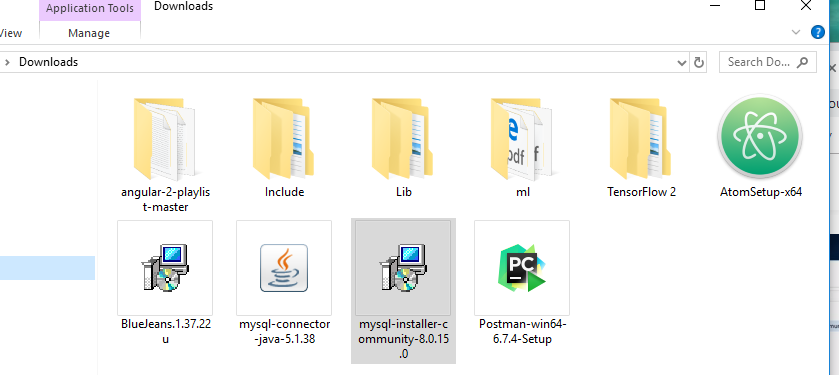 Application Tools
Downloads
View
Manage
?
Downloads
Search Do...
angular-2-playlis
t-master
Include
Lib
ml
TensorFlow 2
AtomSetup-x64
BlueJeans.1.37.22
u
mysql-connector
-java-5.1.38
mysql-installer-c
ommunity-8.0.15
.0
PC
Postman-win64-
6.7.4-Setup